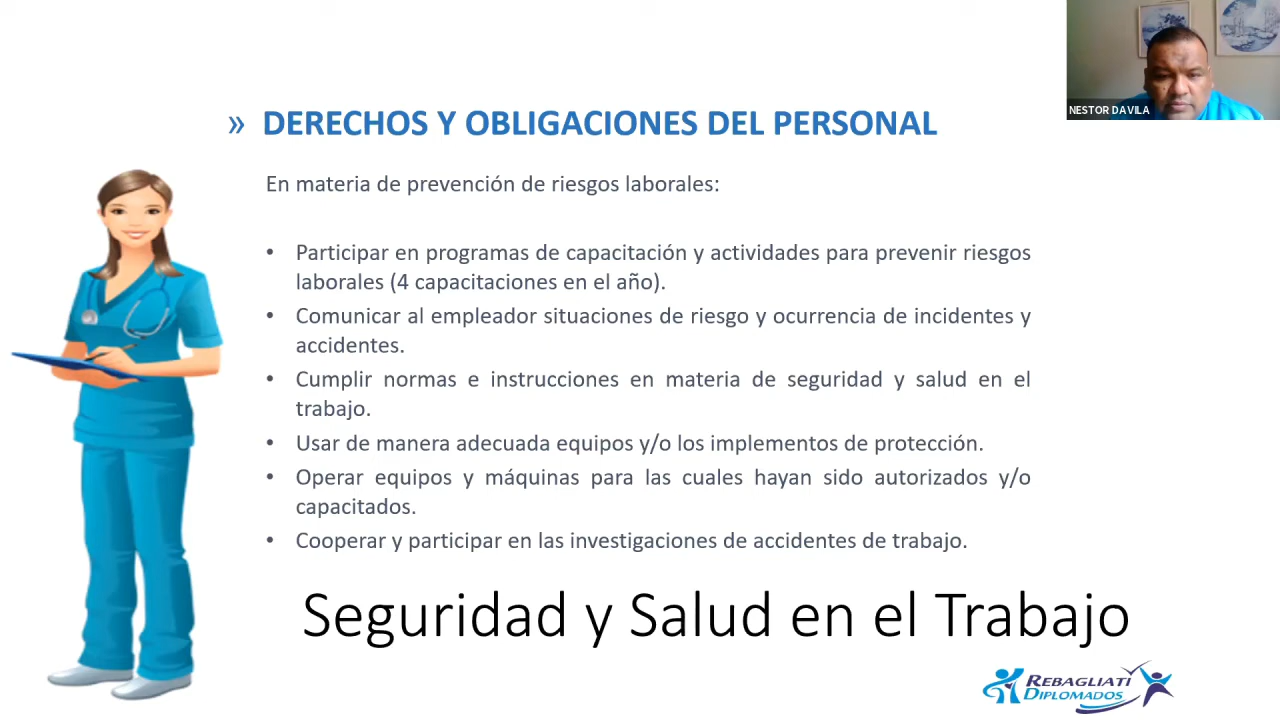 NESTOR DAVILA
» DERECHOS Y OBLIGACIONES DEL PERSONAL
En materia de prevención de riesgos laborales:
• Participar en programas de capacitación y actividades para prevenir riesgos
laborales (4 capacitaciones en el año).
• Comunicar al empleador situaciones de riesgo y ocurrencia de incidentes y
accidentes.
• Cumplir normas e instrucciones en materia de seguridad y salud en el
trabajo.
• Usar de manera adecuada equipos y/o los implementos de protección.
• Operar equipos y máquinas para las cuales hayan sido autorizados y/o
capacitados.
• Cooperar y participar en las investigaciones de accidentes de trabajo.
Seguridad y Salud en el Trabajo
REBAGLIATI
DIPLOMADOS